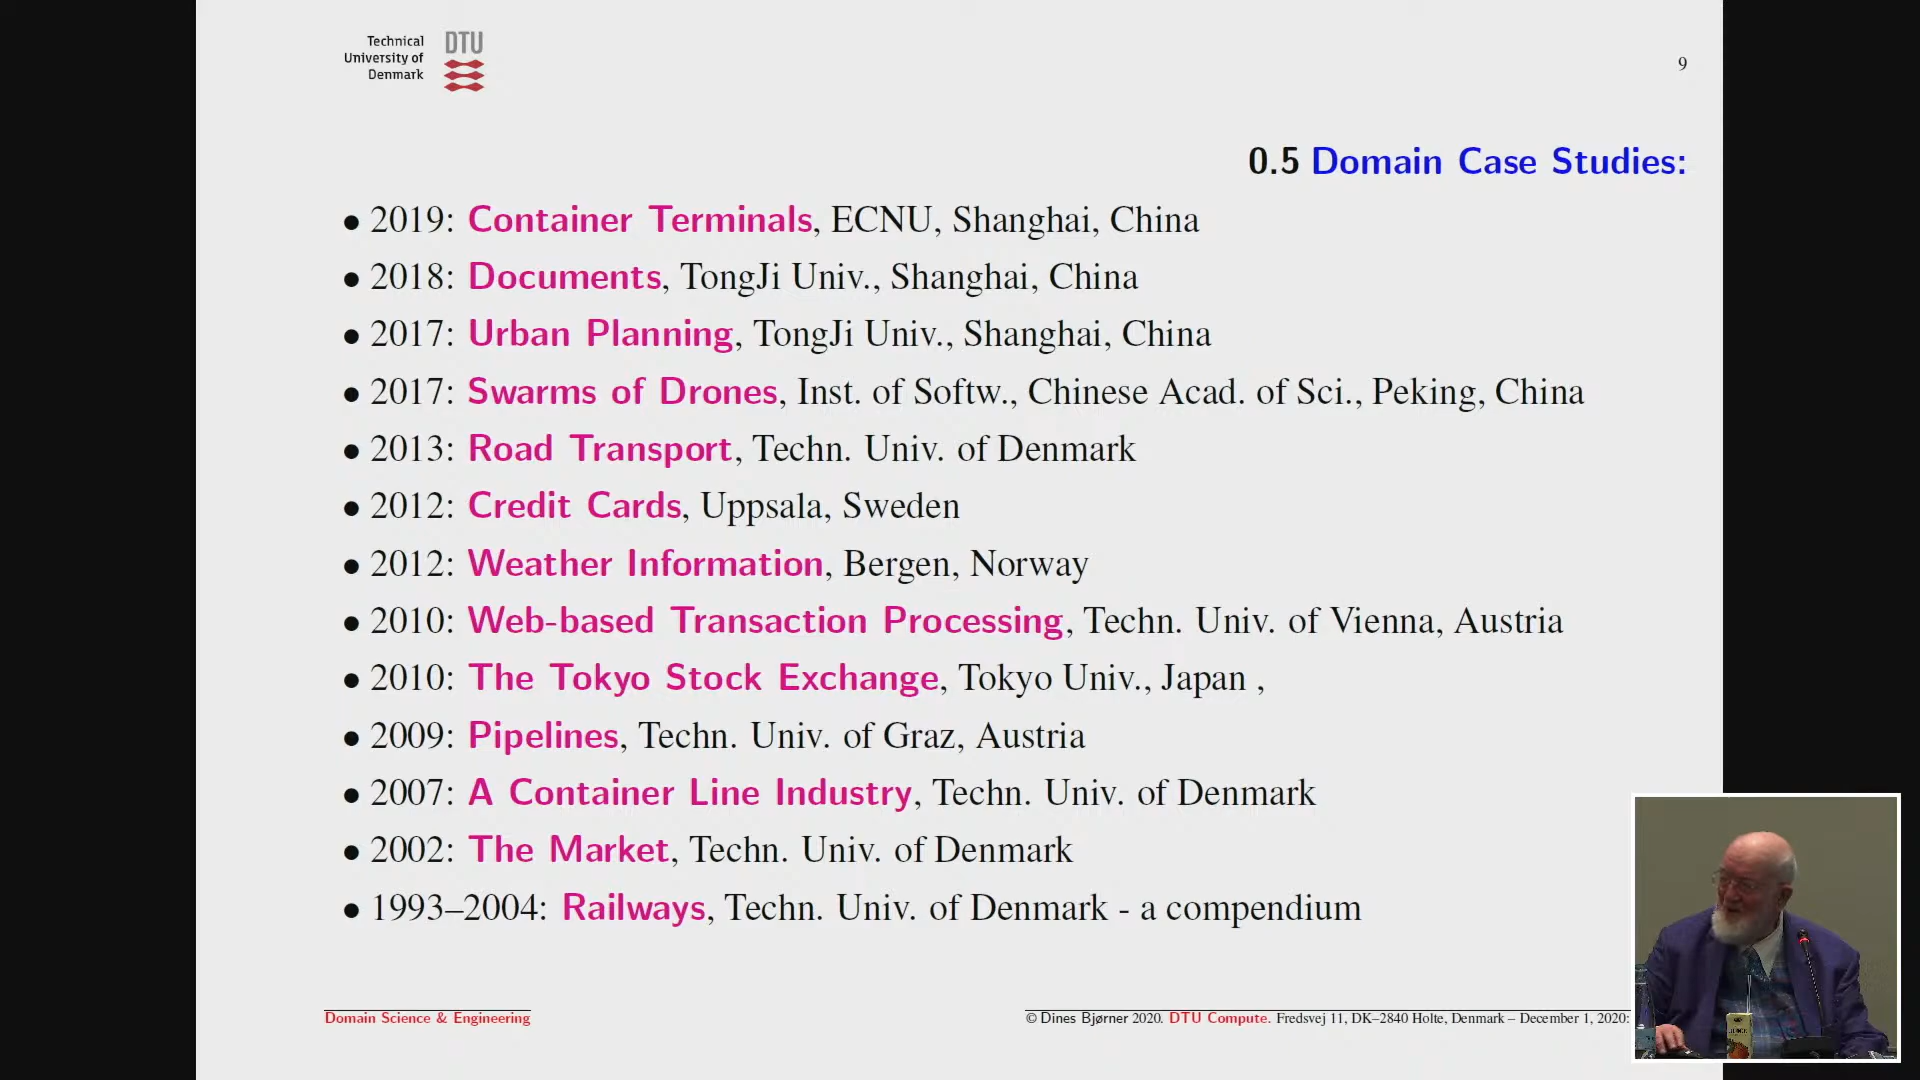 Technical
University of
Denmark
DTU
9
0.5 Domain Case Studies:
• 2019: Container Terminals, ECNU, Shanghai, China
• 2018: Documents, TongJi Univ., Shanghai, China
• 2017: Urban Planning, TongJi Univ., Shanghai, China
• 2017: Swarms of Drones, Inst. of Softw., Chinese Acad. of Sci., Peking, China
• 2013: Road Transport, Techn. Univ. of Denmark
• 2012: Credit Cards, Uppsala, Sweden
• 2012: Weather Information, Bergen, Norway
• 2010: Web-based Transaction Processing, Techn. Univ. of Vienna, Austria
• 2010: The Tokyo Stock Exchange, Tokyo Univ., Japan ,
• 2009: Pipelines, Techn. Univ. of Graz, Austria
• 2007: A Container Line Industry, Techn. Univ. of Denmark
• 2002: The Market, Techn. Univ. of Denmark
• 1993–2004: Railways, Techn. Univ. of Denmark - a compendium
Domain Science & Engineering
© Dines Bjørner 2020. DTU Compute. Fredsvej 11, DK–2840 Holte, Denmark – December 1, 2020: